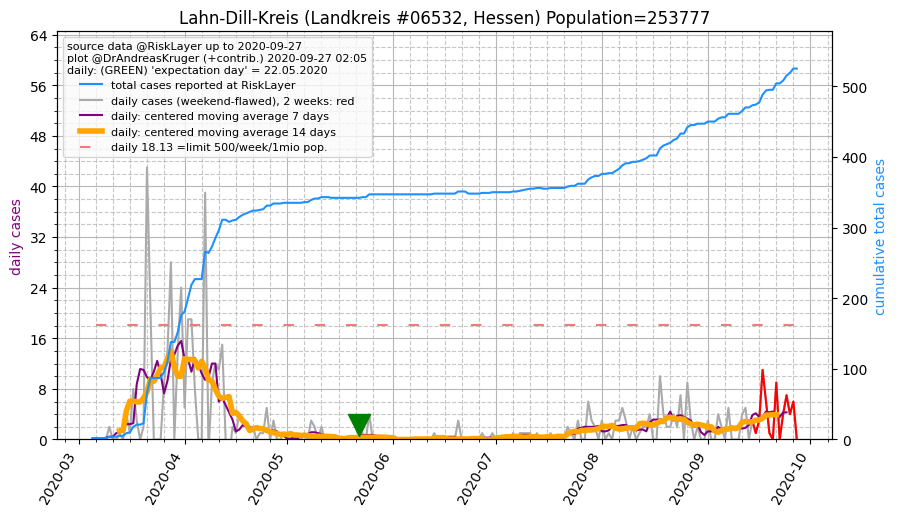 Lahn-Dill-Kreis (Landkreis #06532, Hessen) Population=253777
source data @RiskLayer up to 2020-09-27
plot @DrAndreasKruger (+contrib.) 2020-09-27 02:05
daily: (GREEN) 'expectation day' = 22.05.2020
total cases reported at RiskLayer
daily cases (weekend-flawed), 2 weeks: red
daily: centered moving average 7 days
daily: centered moving average 14 days
daily 18.13 =limit 500/week/1mio pop.
daily cases
64
56
48
40
32
24
16
8
0
cumulative total cases
500
400
300
200
100
0
2020-03
2020-04
2020-05
2020-06
2020-07
2020-08
2020-09
2020-10